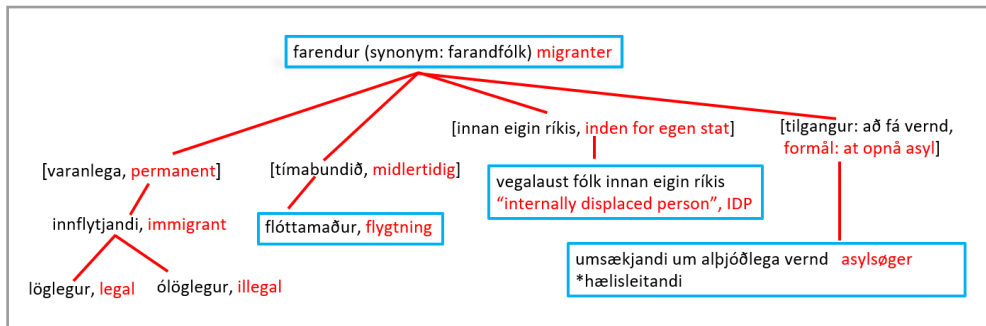 farendur (synonym: farandfólk) migranter
[varanlega, permanent]
innflytjandi, immigrant
löglegur, legal
ólöglegur, illegal
[tímabundið, midlertidig]
flóttamaður, flygtning
[innan eigin ríkis, inden for egen stat]
vegalaust fólk innan eigin ríkis
“internally displaced person”, IDP
[tilgangur: að fá vernd,
formål: at opnå asyl]
umsækjandi um alþjóðlega vernd asylsøger
*hælisleitandi